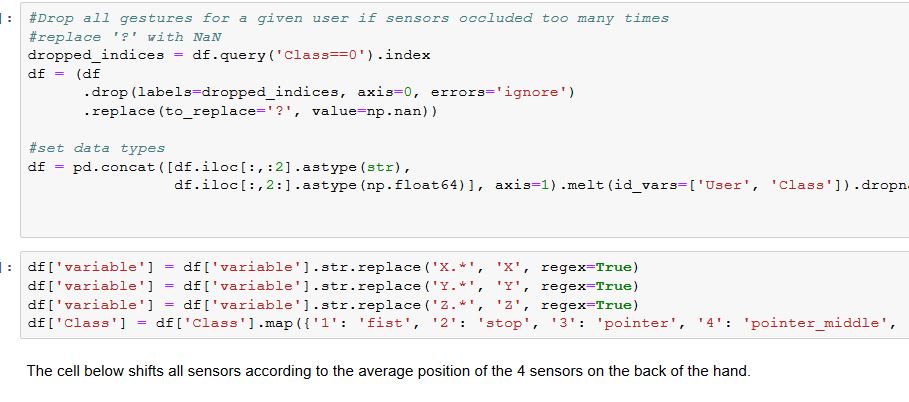 ]: #Drop all gestures for a given user if sensors occluded too many times
#replace '?' with NaN
dropped_indices = df.query('Class==0').index
df = (df
.drop(labels=dropped_indices, axis=0, errors='ignore')
.replace(to_replace='?', value=np.nan))
#set data types
df = pd.concat([df.iloc[:,:2].astype(str),
df.iloc[:,2:].astype(np.float64)], axis=1).melt(id_vars=['User', 'Class']).dropn
]: df['variable'] = df['variable'].str.replace('X.*', 'X', regex=True)
df['variable'] = df['variable'].str.replace('Y.*', 'Y', regex=True)
df['variable'] = df['variable'].str.replace('Z.*', 'Z', regex=True)
df['Class'] = df['Class'].map({'1': 'fist', '2': 'stop', '3': 'pointer', '4': 'pointer_middle',
The cell below shifts all sensors according to the average position of the 4 sensors on the back of the hand.